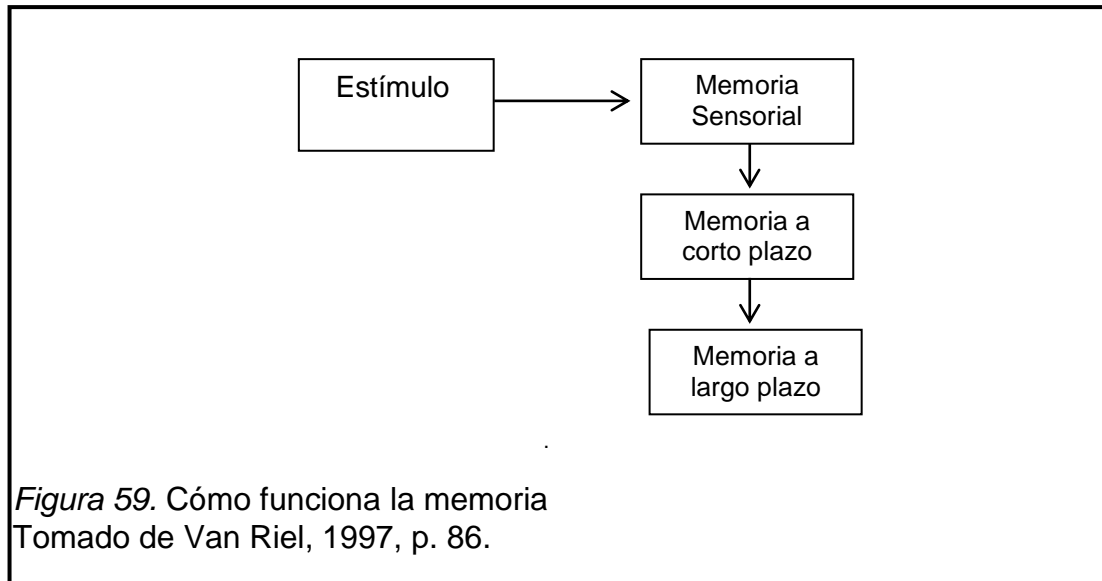 Estímulo
Memoria
Sensorial
Memoria a
corto plazo
Memoria a
largo plazo
.
Figura 59. Cómo funciona la memoria
Tomado de Van Riel, 1997, p. 86.